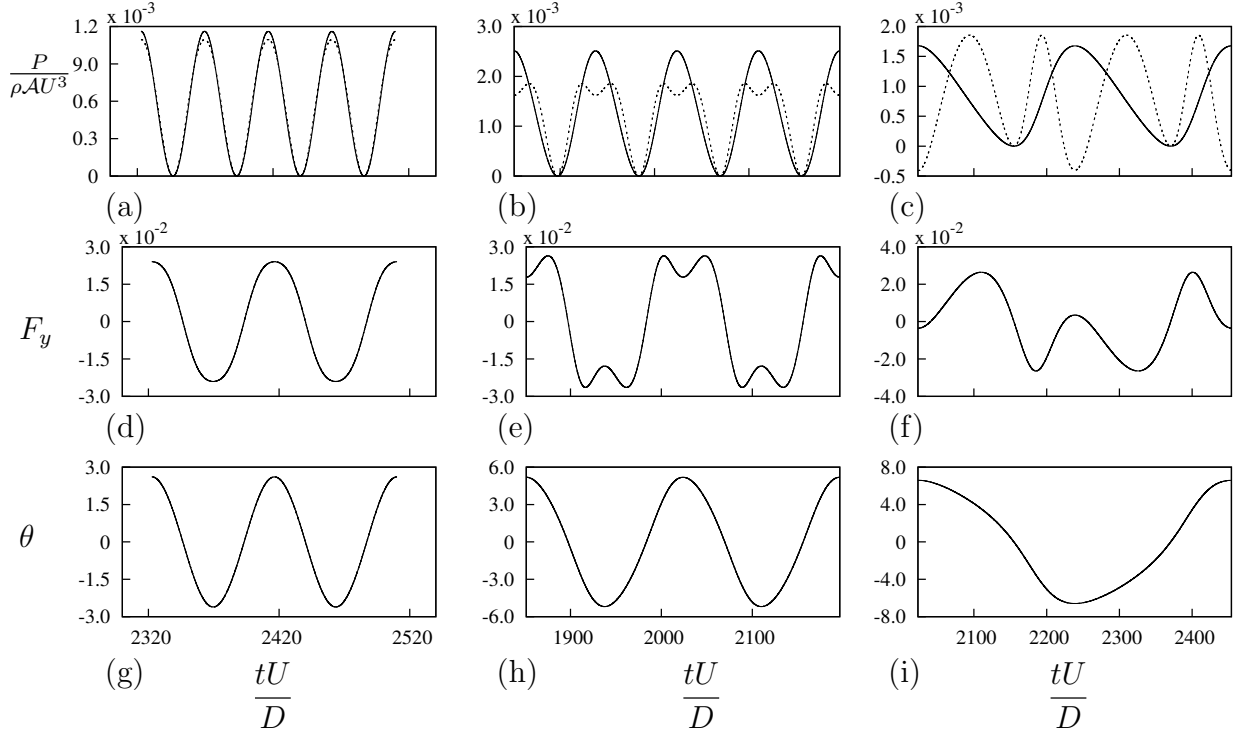 x 10⁻³ x 10⁻³ x 10⁻³
P/ρAU³
1.2 9.0 0.6 0.3 0
3.0 2.0 1.0 0
2.0 1.5 1.0 0.5 0 -0.5
(a) (b) (c)
x 10⁻² x 10⁻² x 10⁻²
F_y
3.0 1.5 0 -1.5 -3.0
3.0 1.5 0 -1.5 -3.0
4.0 2.0 0 -2.0 -4.0
(d) (e) (f)
θ
3.0 1.5 0 -1.5 -3.0
6.0 3.0 0 -3.0 -6.0
8.0 4.0 0 -4.0 -8.0
2320 2420 2520 1900 2000 2100 2100 2200 2300 2400
(g) tU/D (h) tU/D (i) tU/D